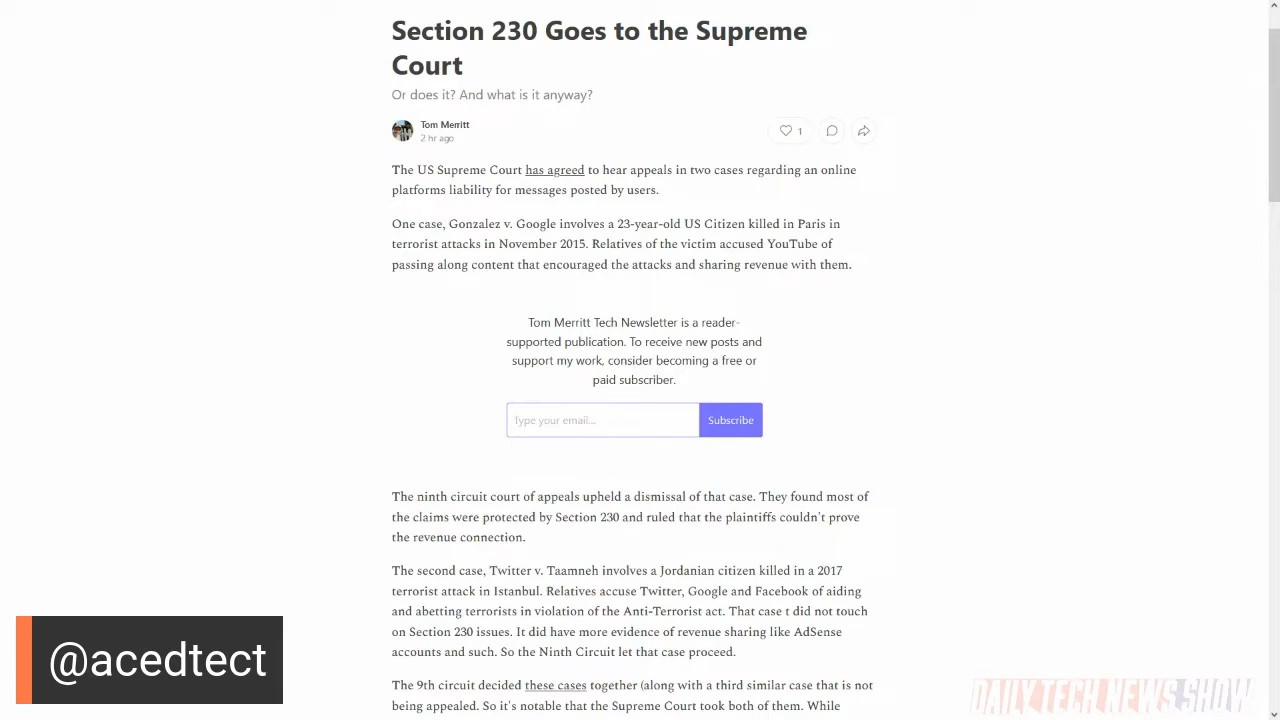 Section 230 Goes to the Supreme
Court
Or does it? And what is it anyway?
Tom Merritt
2 hr ago
1
The US Supreme Court has agreed to hear appeals in two cases regarding an online
platforms liability for messages posted by users.
One case, Gonzalez v. Google involves a 23-year-old US Citizen killed in Paris in
terrorist attacks in November 2015. Relatives of the victim accused YouTube of
passing along content that encouraged the attacks and sharing revenue with them.
Tom Merritt Tech Newsletter is a reader-
supported publication. To receive new posts and
support my work, consider becoming a free or
paid subscriber.
Type your email...
Subscribe
The ninth circuit court of appeals upheld a dismissal of that case. They found most of
the claims were protected by Section 230 and ruled that the plaintiffs couldn't prove
the revenue connection.
The second case, Twitter v. Taamneh involves a Jordanian citizen killed in a 2017
terrorist attack in Istanbul. Relatives accuse Twitter, Google and Facebook of aiding
and abetting terrorists in violation of the Anti-Terrorist act. That case t did not touch
on Section 230 issues. It did have more evidence of revenue sharing like AdSense
accounts and such. So the Ninth Circuit let that case proceed.
The 9th circuit decided these cases together (along with a third similar case that is not
being appealed. So it's notable that the Supreme Court took both of them. While
@acedtect
DAILY TECH NEWS SHOW